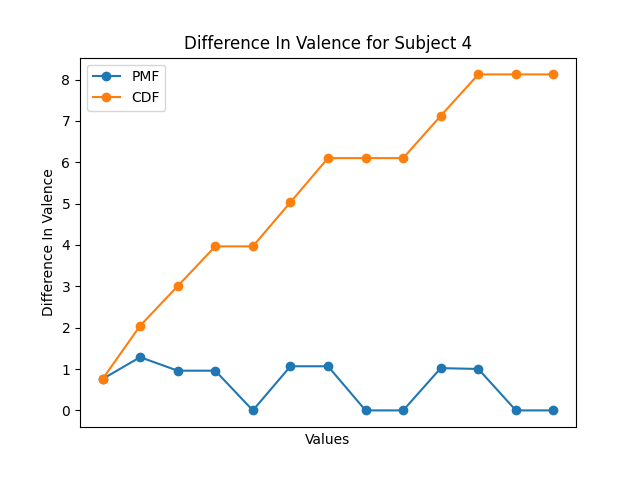 Difference In Valence for Subject 4
PMF
CDF
8
7
6
5
4
3
2
1
0
Difference In Valence
Values